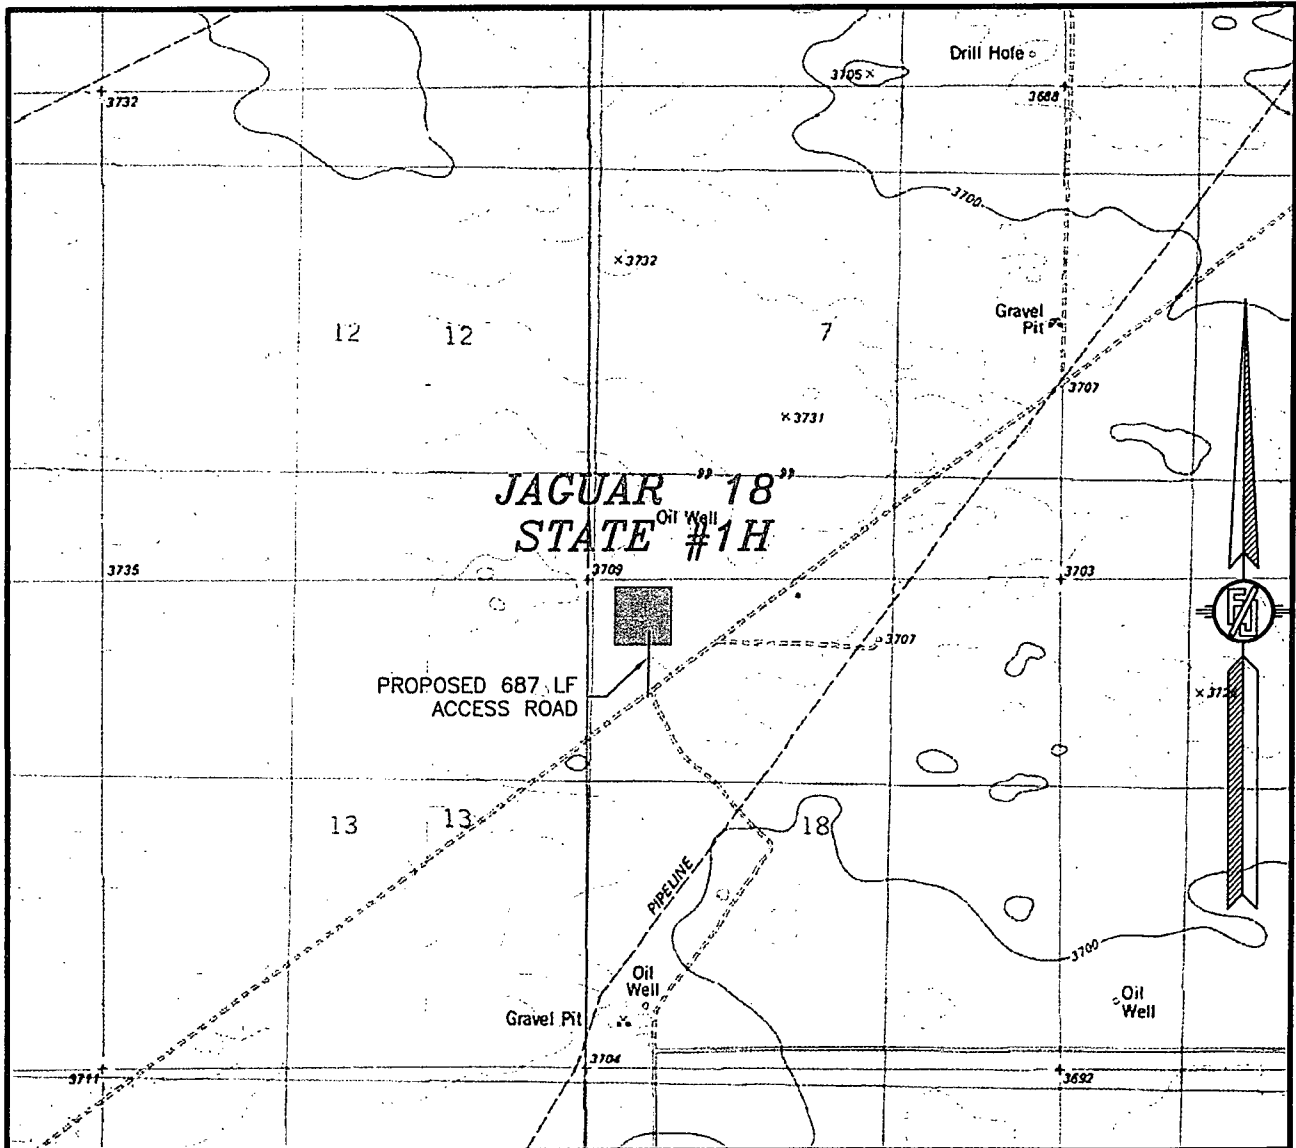 Drill Hole
3705
3732
3688
3700
3732
Gravel
Pit
12
12
7
3707
3731
JAGUAR "18"
STATE #1H
Oil Well
3735
3709
3703
3707
PROPOSED 687 LF
ACCESS ROAD
13
13
18
PIPELINE
3700
Oil
Well
Gravel Pit
Oil
Well
3704
3711
3692